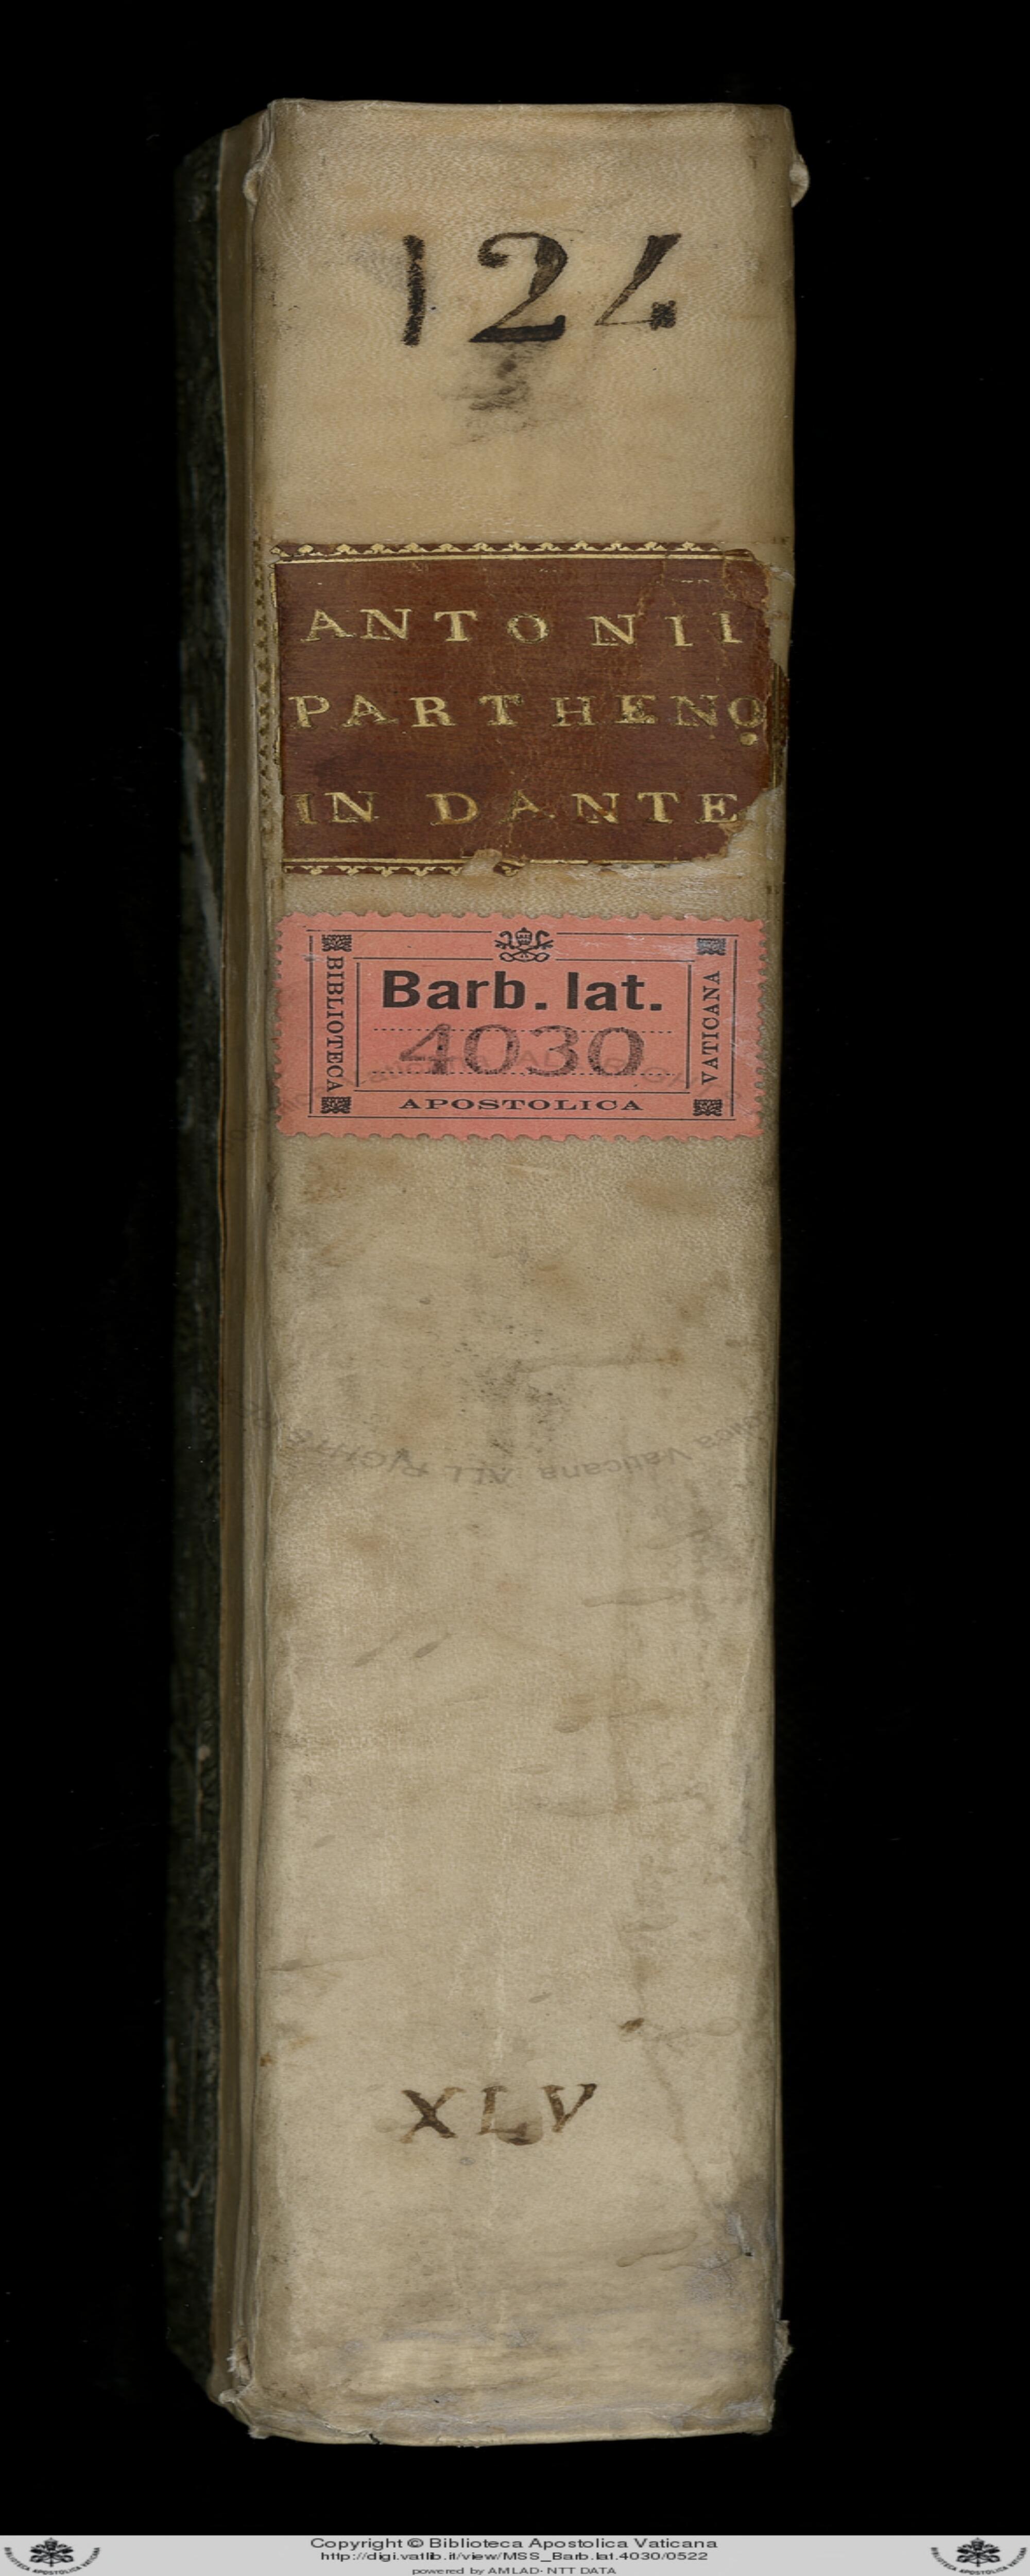 124
ANTONII
PARTHENO
IN DANTE
Barb. lat.
BIBLIOTECA
4030
VATICANA
APOSTOLICA
XLV
Copyright © Biblioteca Apostolica Vaticana
http://digi.vatlib.it/view/MSS_Barb.lat.4030/0522
powered by AMLAD- NTT DATA